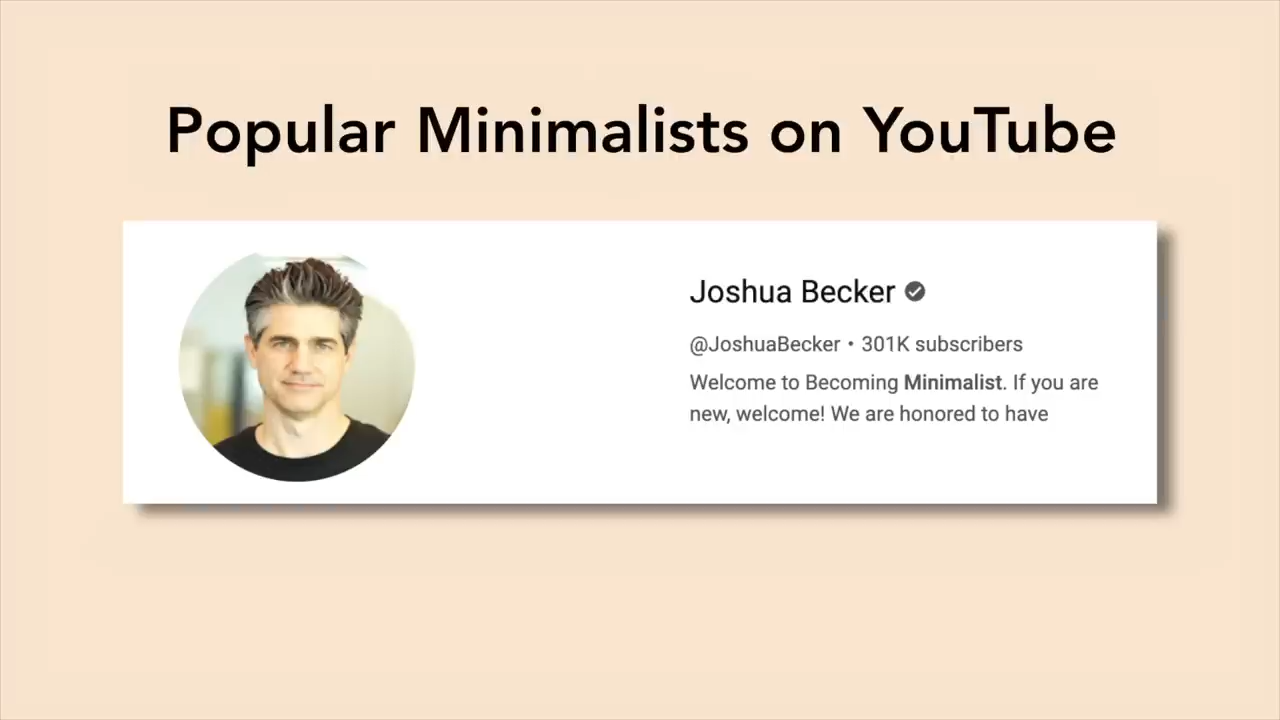 Popular Minimalists on YouTube
Joshua Becker
@JoshuaBecker • 301K subscribers
Welcome to Becoming Minimalist. If you are
new, welcome! We are honored to have